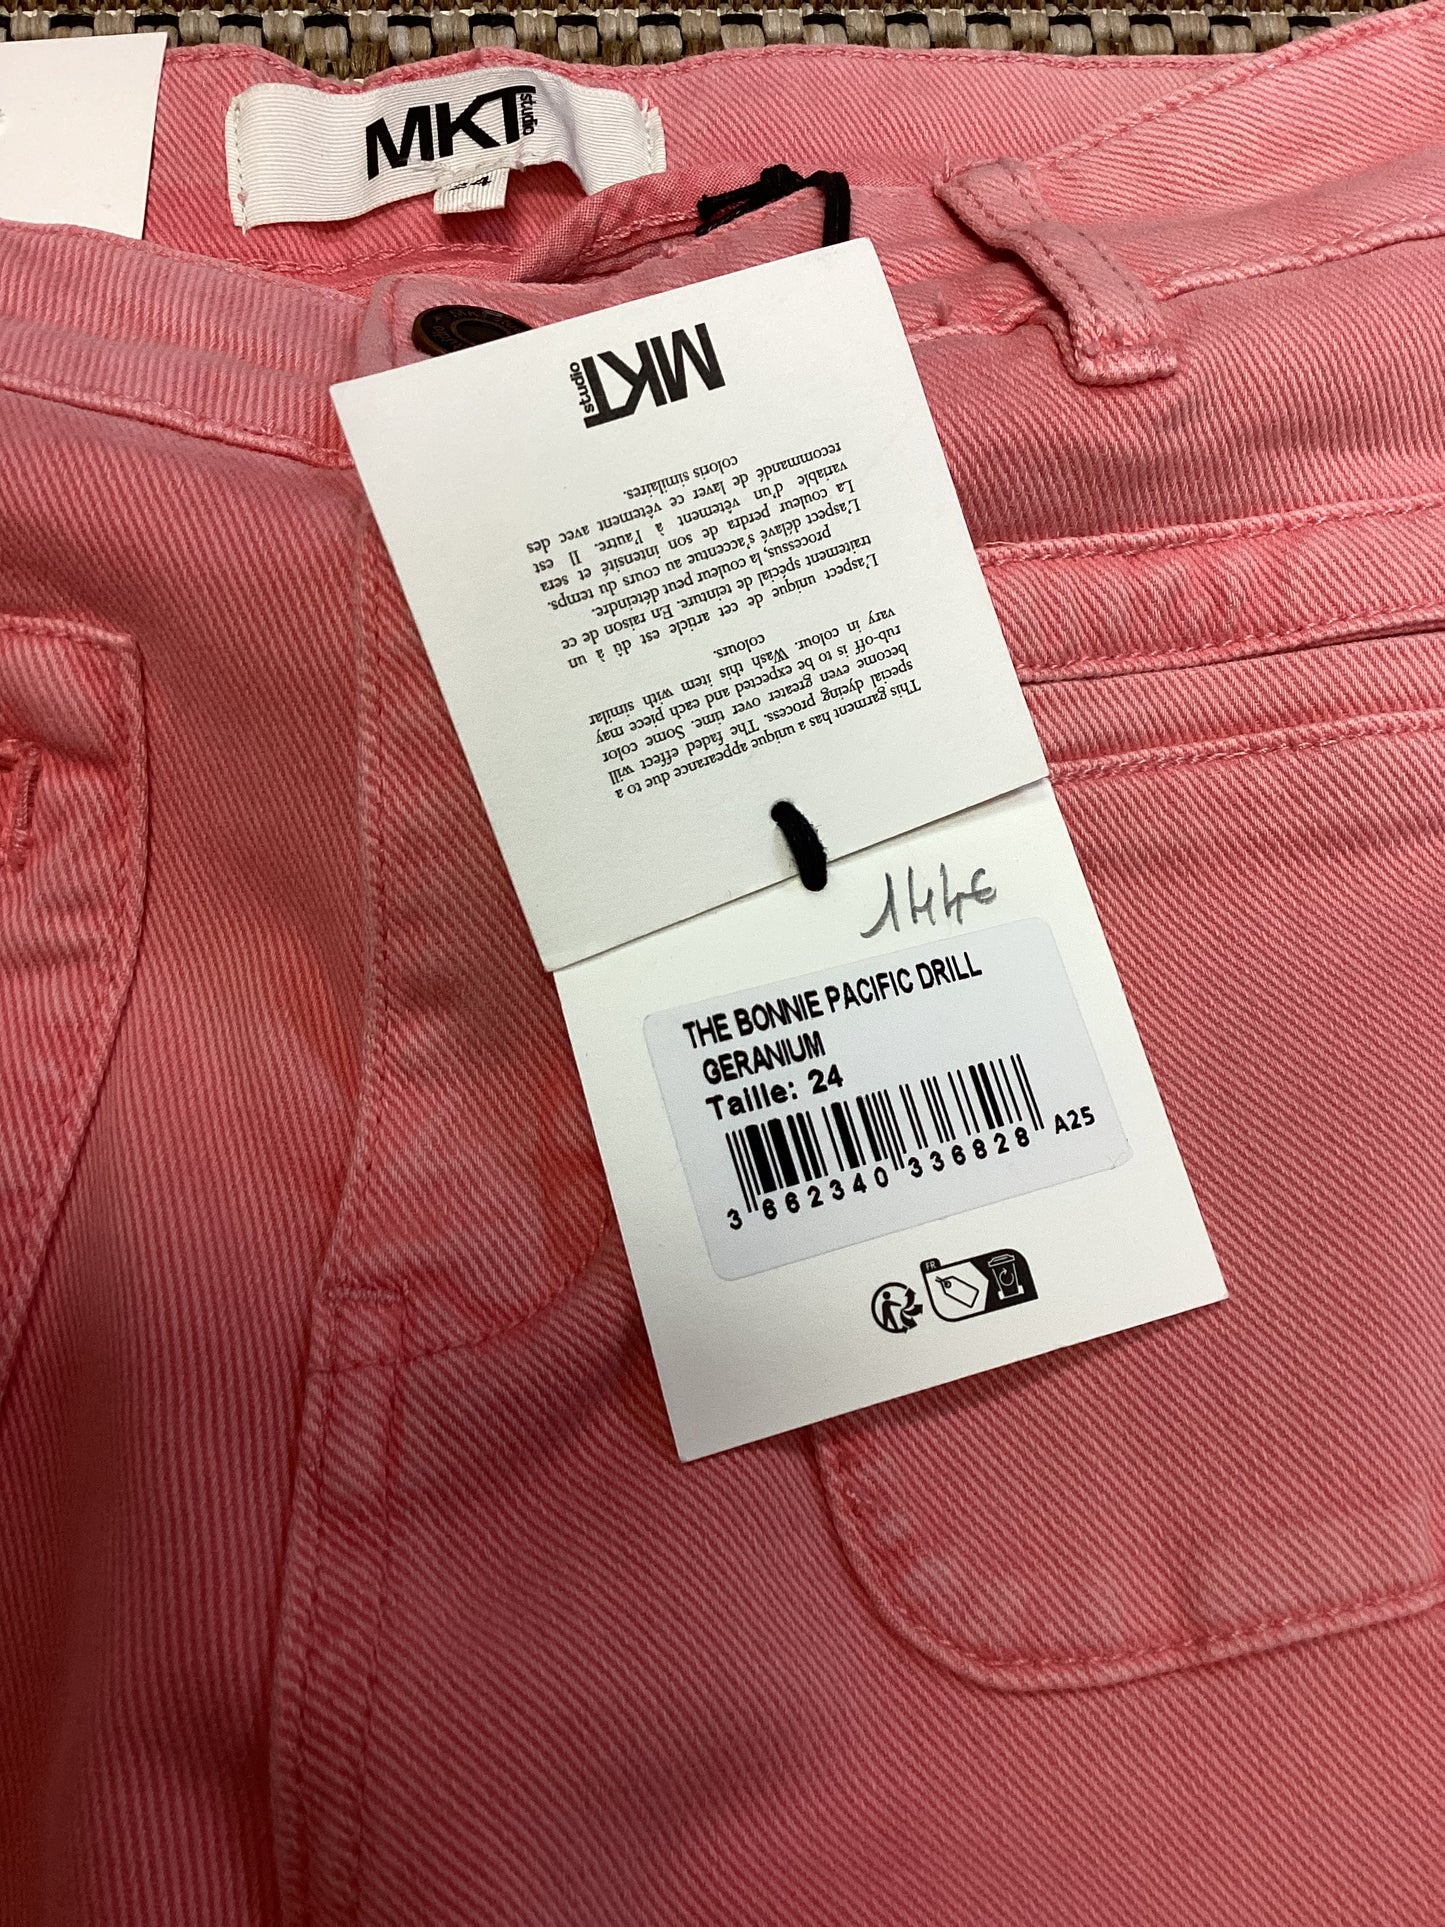 MKT
studio
24
MKT
studio
MKT
studio
This garment has a unique appearance due to a
special dyeing process. The faded effect will
become even greater over time. Some color
rub-off is to be expected and each piece may
vary in colour. Wash this item with similar
colours.
L'aspect unique de cet article est dû à un
traitement spécial de teinture. En raison de ce
processus, la couleur peut déteindre.
L'aspect délavé s'accentue au cours du temps.
La couleur perdra de son intensité et sera
variable d'un vêtement à l'autre. Il est
recommandé de laver ce vêtement avec des
coloris similaires.
144€
THE BONNIE PACIFIC DRILL
GERANIUM
Taille: 24
3 662340 336828 A25
FR